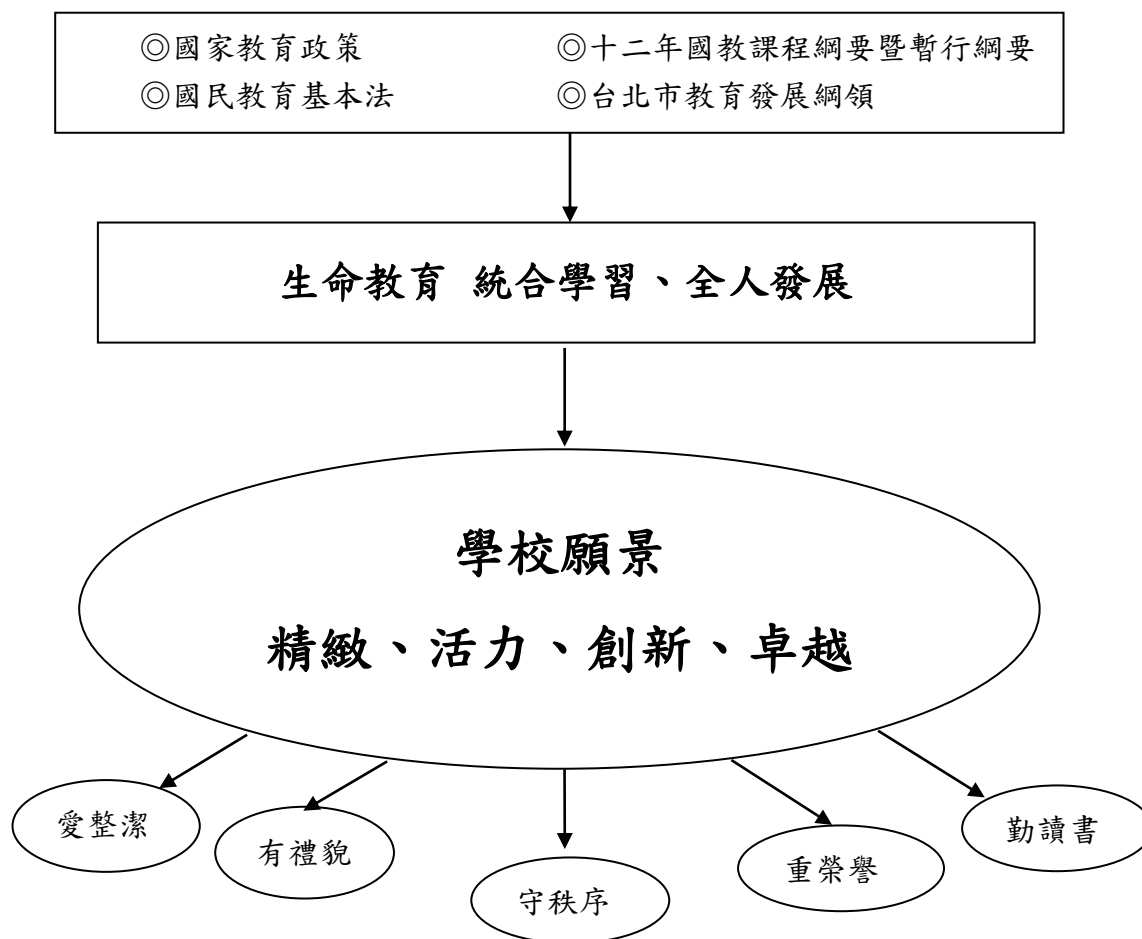 ◎國家教育政策 ◎十二年國教課程綱要暨暫行綱要
◎國民教育基本法 ◎台北市教育發展綱領
生命教育 統合學習、全人發展
學校願景
精緻、活力、創新、卓越
愛整潔
有禮貌
守秩序
重榮譽
勤讀書